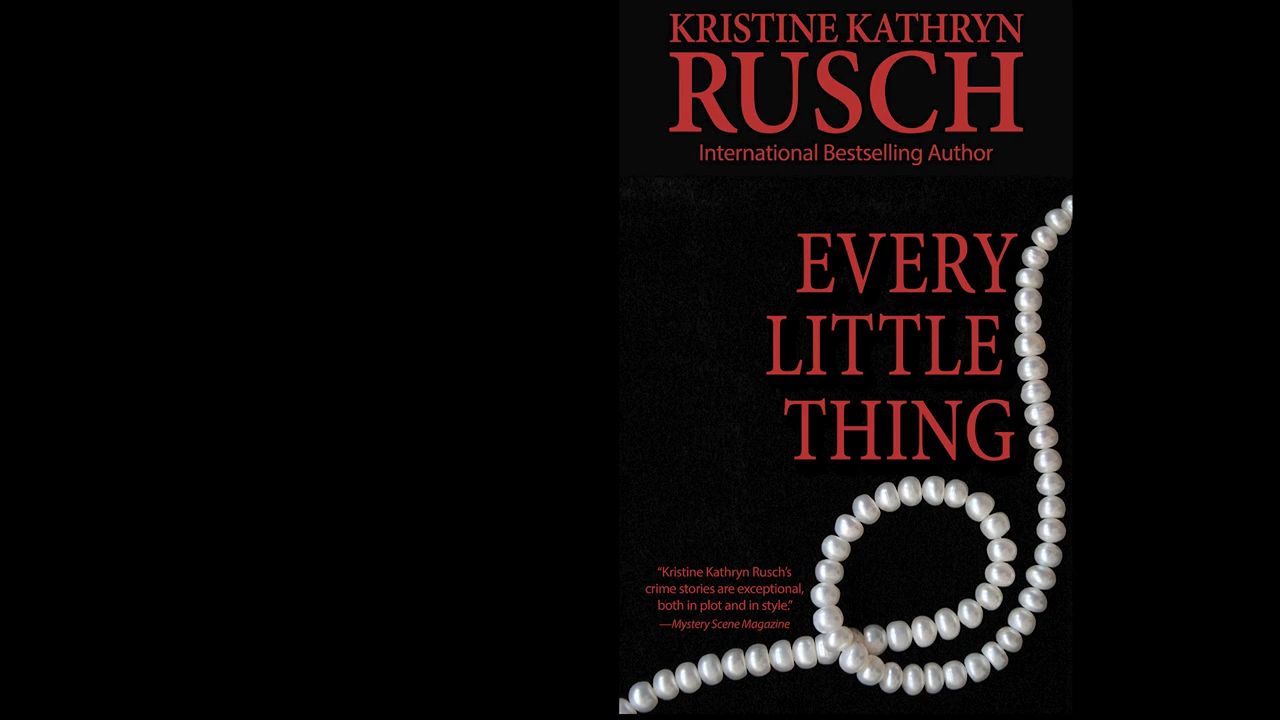 KRISTINE KATHRYN
RUSCH
International Bestselling Author
EVERY
LITTLE
THING
“Kristine Kathryn Rusch’s
crime stories are exceptional,
both in plot and in style.”
—Mystery Scene Magazine